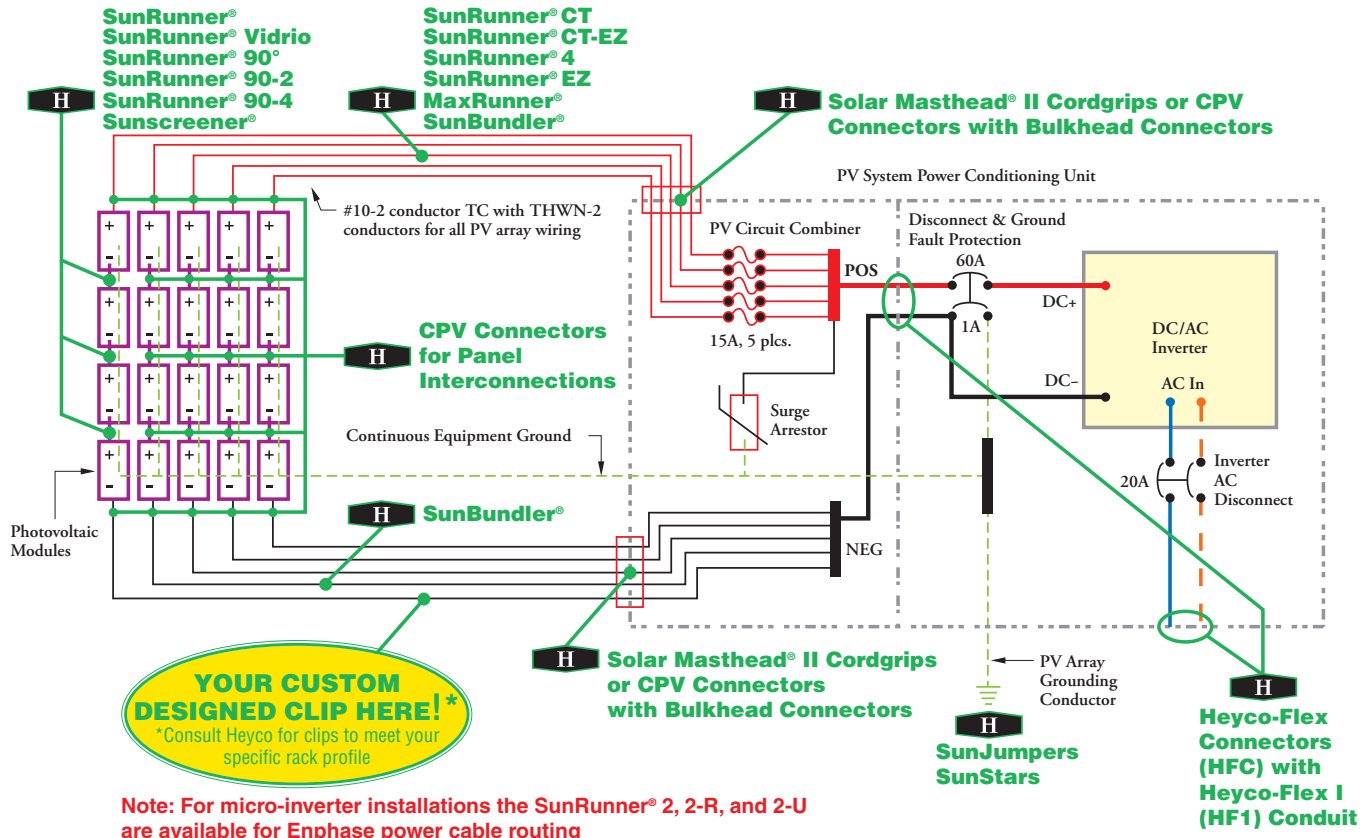 SunRunner®
SunRunner® Vidrio
SunRunner® 90°
SunRunner® 90-2
SunRunner® 90-4
Sunscreener®
H
SunRunner® CT
SunRunner® CT-EZ
SunRunner® 4
SunRunner® EZ
MaxRunner®
SunBundler®
H
H
Solar Masthead® II Cordgrips or CPV
Connectors with Bulkhead Connectors
PV System Power Conditioning Unit
#10-2 conductor TC with THWN-2
conductors for all PV array wiring
PV Circuit Combiner
POS
15A, 5 plcs.
Disconnect & Ground
Fault Protection
60A
1A
DC+
DC–
DC/AC
Inverter
AC In
+ + + + +
- - - - -
+ + + + +
- - - - -
+ + + + +
- - - - -
+ + + + +
- - - - -
H
CPV Connectors
for Panel
Interconnections
Surge
Arrestor
Continuous Equipment Ground
20A
Inverter
AC
Disconnect
Photovoltaic
Modules
H
SunBundler®
NEG
H
Solar Masthead® II Cordgrips
or CPV Connectors
with Bulkhead Connectors
PV Array
Grounding
Conductor
H
SunJumpers
SunStars
H
Heyco-Flex
Connectors
(HFC) with
Heyco-Flex I
(HF1) Conduit
YOUR CUSTOM
DESIGNED CLIP HERE!*
*Consult Heyco for clips to meet your
specific rack profile
Note: For micro-inverter installations the SunRunner® 2, 2-R, and 2-U
are available for Enphase power cable routing